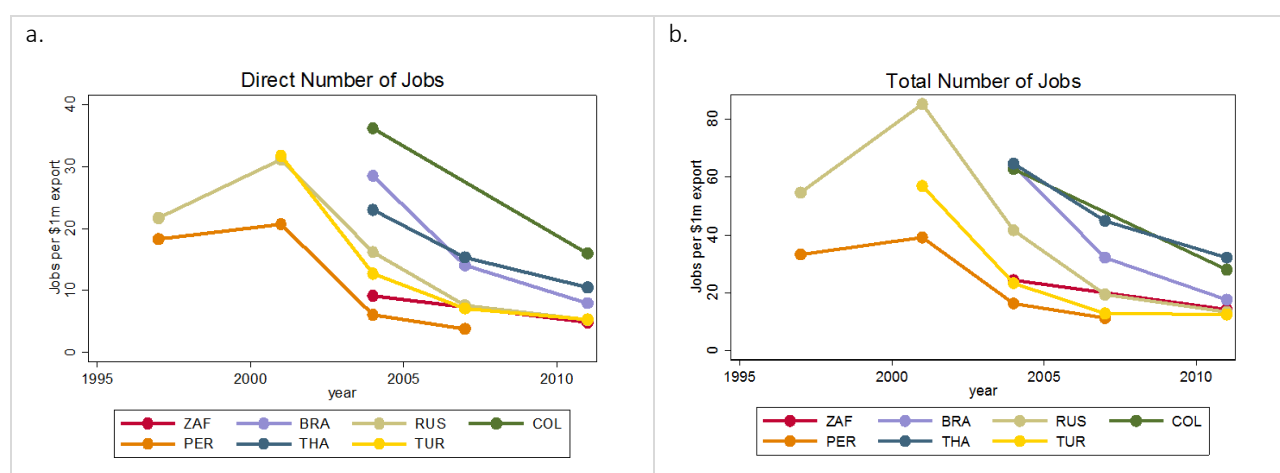 a.
Direct Number of Jobs
Jobs per $1m export
40
30
20
10
0
1995 2000 2005 2010
year
ZAF BRA RUS COL
PER THA TUR
b.
Total Number of Jobs
Jobs per $1m export
80
60
40
20
0
1995 2000 2005 2010
year
ZAF BRA RUS COL
PER THA TUR